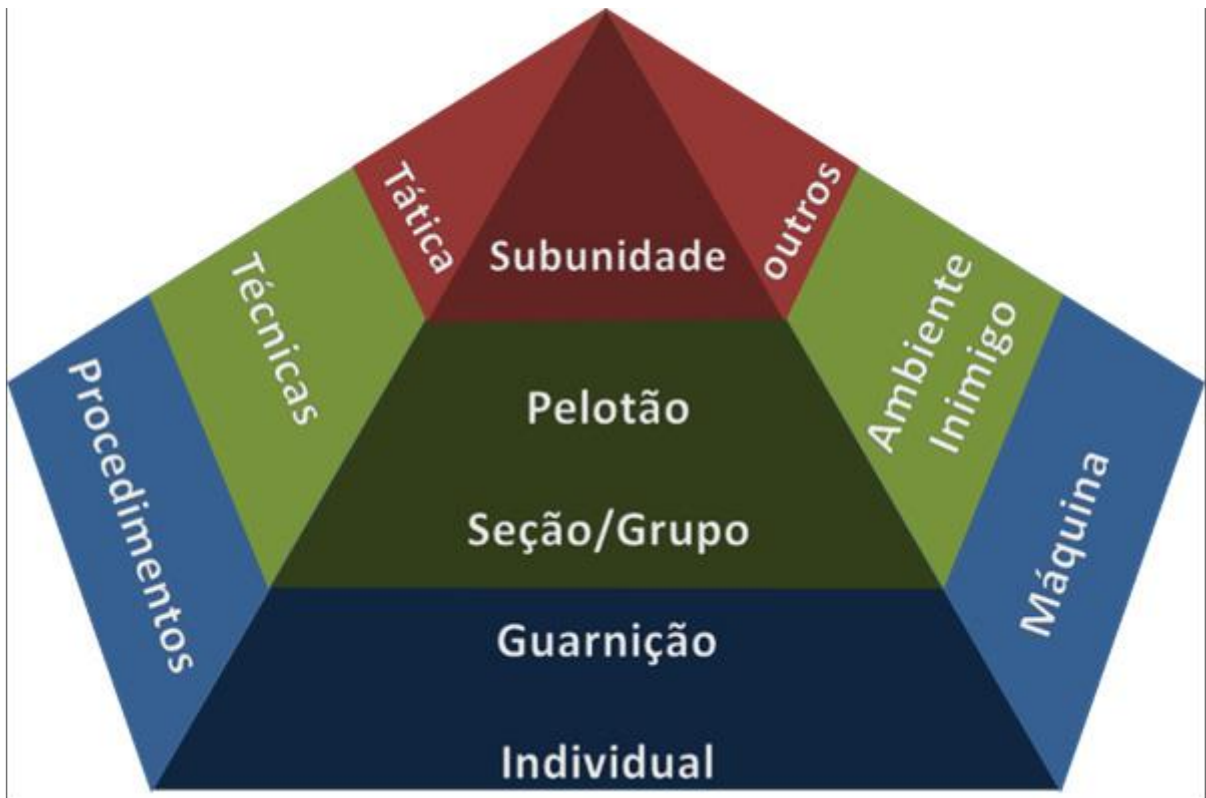 Tática
Subunidade
outros
Técnicas
Pelotão
Seção/Grupo
Ambiente
Inimigo
Procedimentos
Guarnição
Individual
Máquina